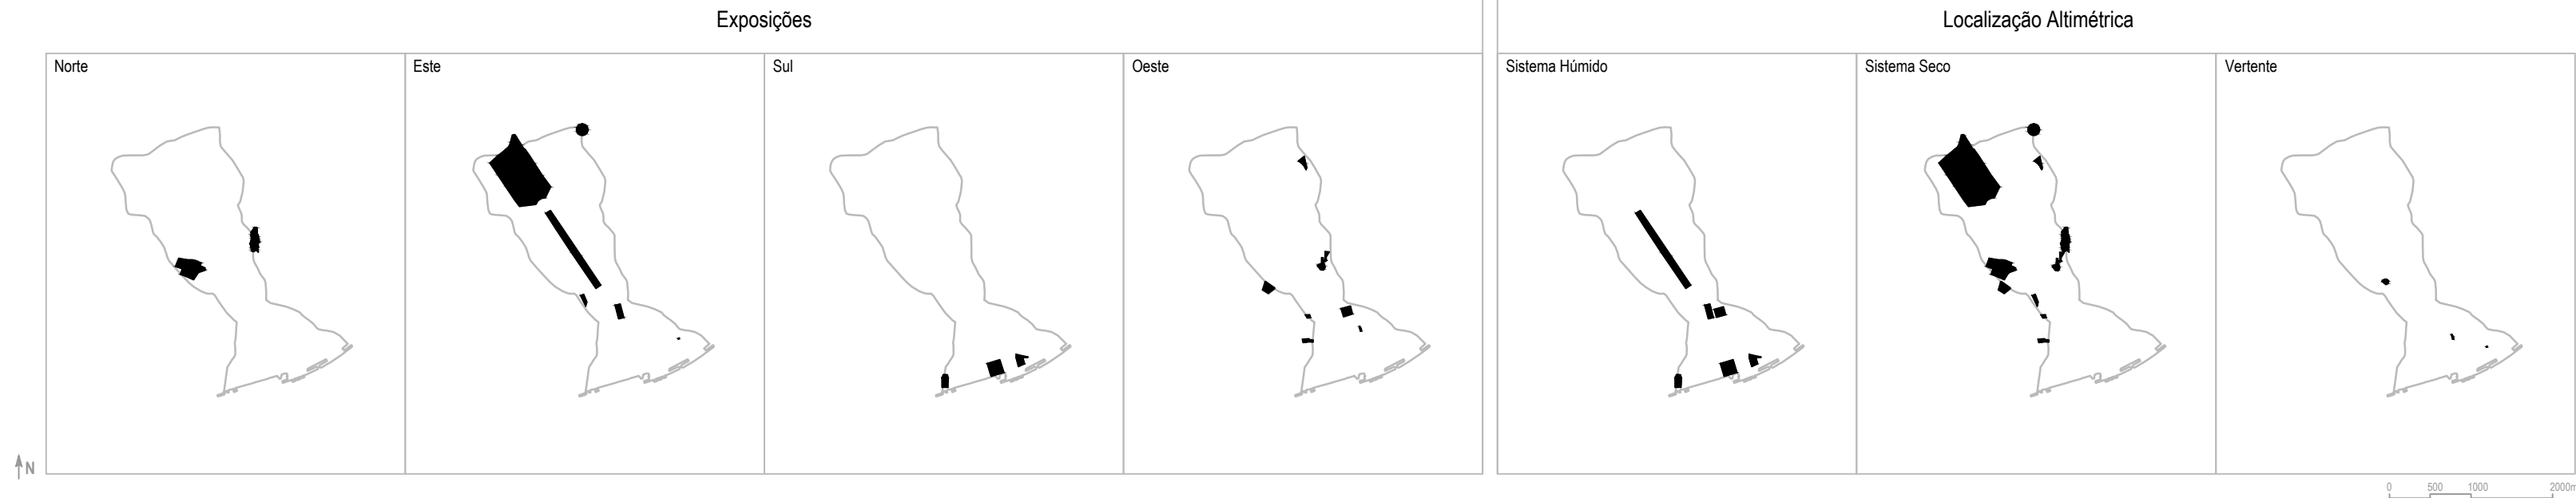 Exposições
Localização Altimétrica
Norte
Este
Sul
Oeste
Sistema Húmido
Sistema Seco
Vertente
N
0 500 1000 2000m